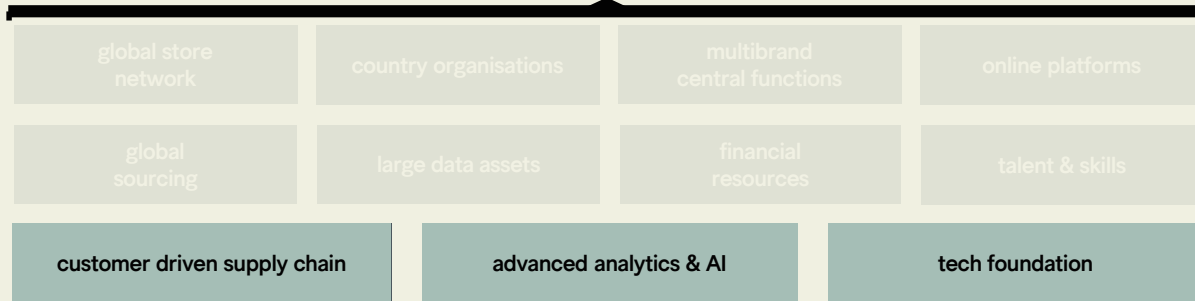 global store
network
country organisations
multibrand
central functions
online platforms
global
sourcing
large data assets
financial
resources
talent & skills
customer driven supply chain
advanced analytics & AI
tech foundation